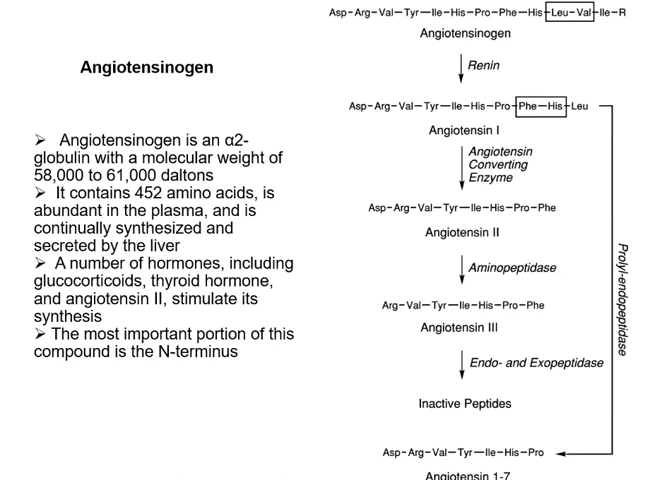 Angiotensinogen
➢ Angiotensinogen is an α2-
globulin with a molecular weight of
58,000 to 61,000 daltons
➢ It contains 452 amino acids, is
abundant in the plasma, and is
continually synthesized and
secreted by the liver
➢ A number of hormones, including
glucocorticoids, thyroid hormone,
and angiotensin II, stimulate its
synthesis
➢ The most important portion of this
compound is the N-terminus
Asp-Arg-Val-Tyr-Ile-His-Pro-Phe-His-Leu-Val-Ile-R
Angiotensinogen
Renin
Asp-Arg-Val-Tyr-Ile-His-Pro-Phe-His-Leu
Angiotensin I
Angiotensin
Converting
Enzyme
Asp-Arg-Val-Tyr-Ile-His-Pro-Phe
Angiotensin II
Aminopeptidase
Arg-Val-Tyr-Ile-His-Pro-Phe
Angiotensin III
Endo- and Exopeptidase
Inactive Peptides
Prolyl-endopeptidase
Asp-Arg-Val-Tyr-Ile-His-Pro
Angiotensin 1-7